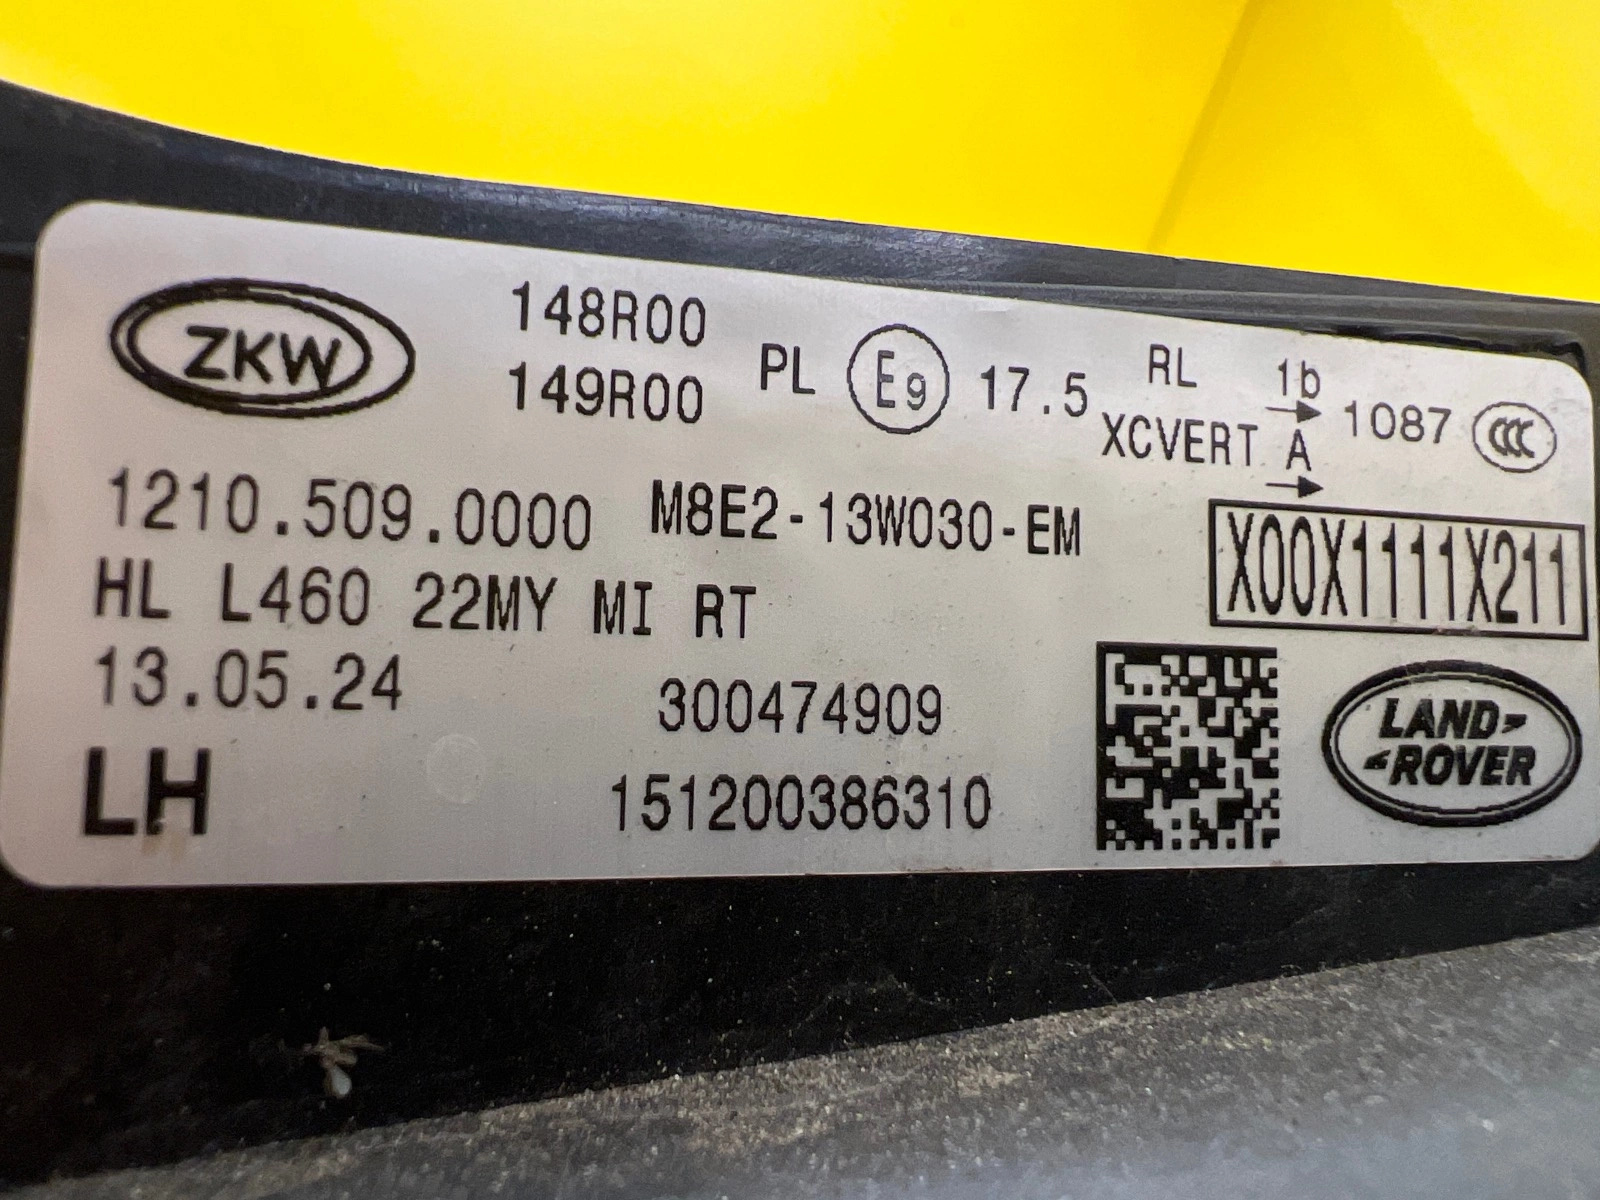 ZKW
148R00
149R00
PL E9 17.5
RL 1b
XCVERT A
→ 1087 CCC
→
1210.509.0000 M8E2-13W030-EM
X00X1111X211
HL L460 22MY MI RT
13.05.24 300474909
LH 151200386310
LAND
ROVER